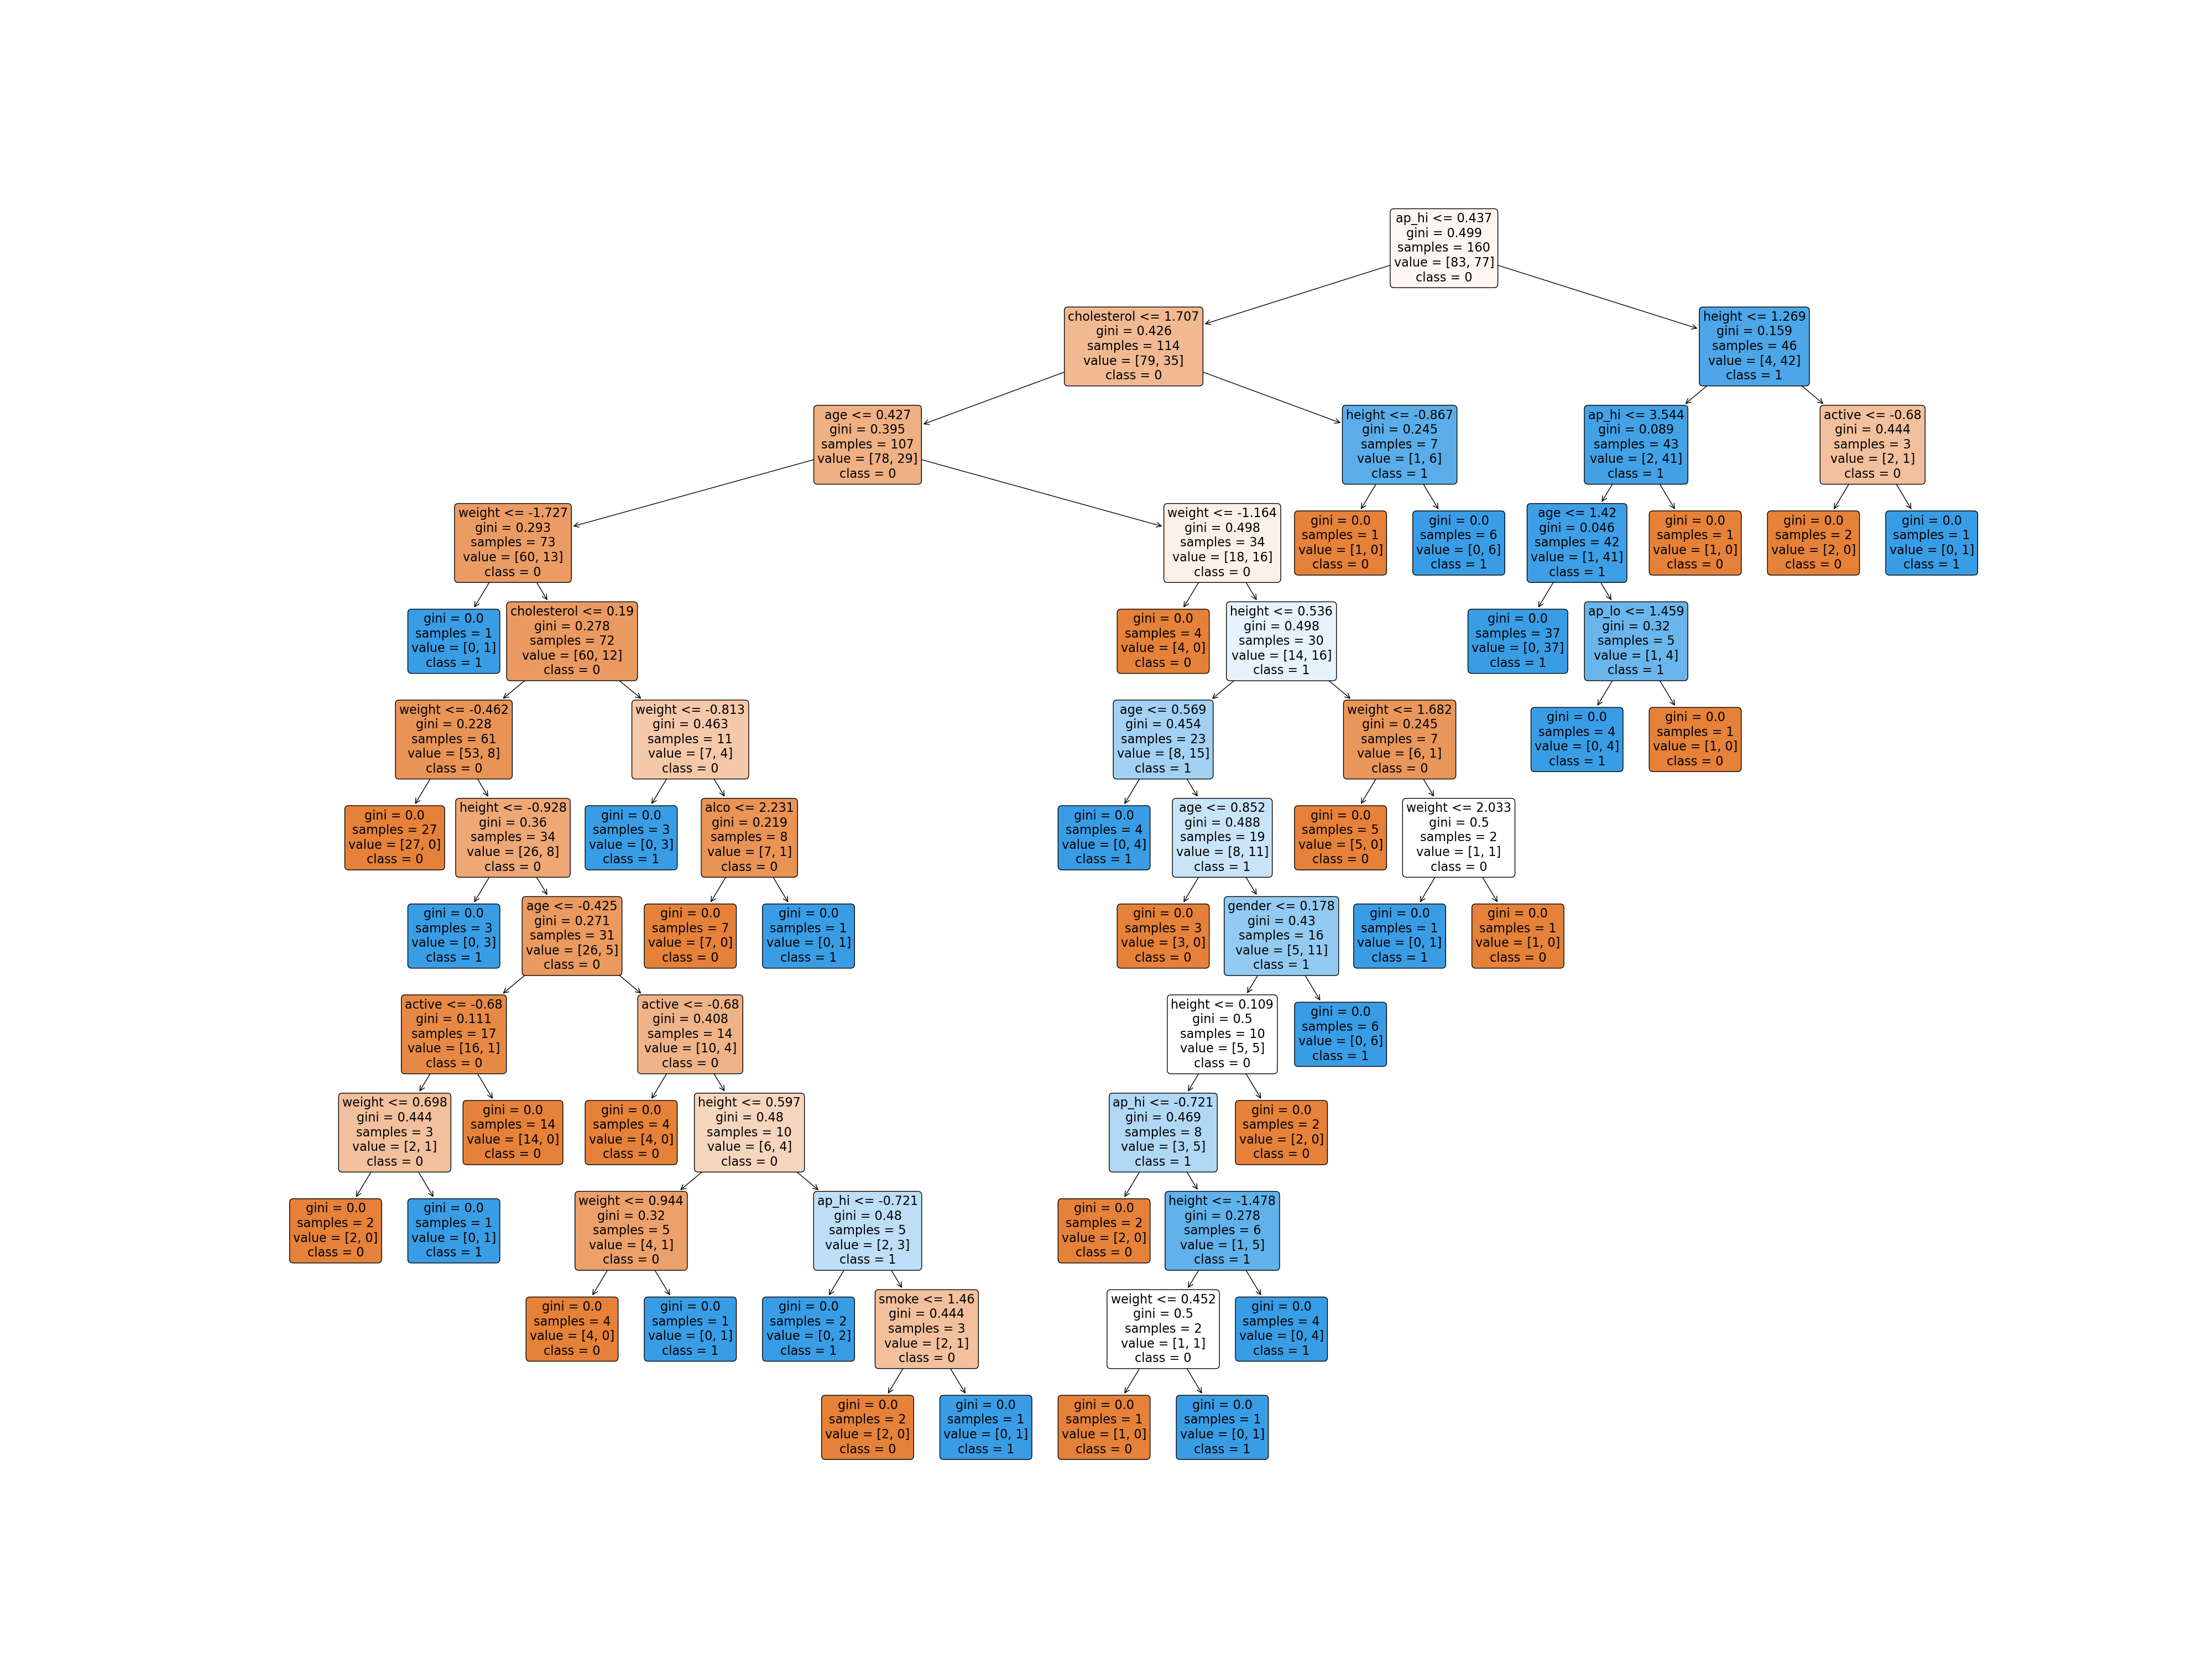 ap_hi <= 0.437
gini = 0.499
samples = 160
value = [83, 77]
class = 0
cholesterol <= 1.707
gini = 0.426
samples = 114
value = [79, 35]
class = 0
height <= 1.269
gini = 0.159
samples = 46
value = [4, 42]
class = 1
age <= 0.427
gini = 0.395
samples = 107
value = [78, 29]
class = 0
height <= -0.867
gini = 0.245
samples = 7
value = [1, 6]
class = 1
ap_hi <= 3.544
gini = 0.089
samples = 43
value = [2, 41]
class = 1
active <= -0.68
gini = 0.444
samples = 3
value = [2, 1]
class = 0
weight <= -1.727
gini = 0.293
samples = 73
value = [60, 13]
class = 0
weight <= -1.164
gini = 0.498
samples = 34
value = [18, 16]
class = 0
gini = 0.0
samples = 1
value = [1, 0]
class = 0
gini = 0.0
samples = 6
value = [0, 6]
class = 1
age <= 1.42
gini = 0.046
samples = 42
value = [1, 41]
class = 1
gini = 0.0
samples = 1
value = [1, 0]
class = 0
gini = 0.0
samples = 2
value = [2, 0]
class = 0
gini = 0.0
samples = 1
value = [0, 1]
class = 1
gini = 0.0
samples = 1
value = [0, 1]
class = 1
cholesterol <= 0.19
gini = 0.278
samples = 72
value = [60, 12]
class = 0
gini = 0.0
samples = 4
value = [4, 0]
class = 0
height <= 0.536
gini = 0.498
samples = 30
value = [14, 16]
class = 1
gini = 0.0
samples = 37
value = [0, 37]
class = 1
ap_lo <= 1.459
gini = 0.32
samples = 5
value = [1, 4]
class = 1
weight <= -0.462
gini = 0.228
samples = 61
value = [53, 8]
class = 0
weight <= -0.813
gini = 0.463
samples = 11
value = [7, 4]
class = 0
age <= 0.569
gini = 0.454
samples = 23
value = [8, 15]
class = 1
weight <= 1.682
gini = 0.245
samples = 7
value = [6, 1]
class = 0
gini = 0.0
samples = 4
value = [0, 4]
class = 1
gini = 0.0
samples = 1
value = [1, 0]
class = 0
gini = 0.0
samples = 27
value = [27, 0]
class = 0
height <= -0.928
gini = 0.36
samples = 34
value = [26, 8]
class = 0
gini = 0.0
samples = 3
value = [0, 3]
class = 1
alco <= 2.231
gini = 0.219
samples = 8
value = [7, 1]
class = 0
gini = 0.0
samples = 4
value = [0, 4]
class = 1
age <= 0.852
gini = 0.488
samples = 19
value = [8, 11]
class = 1
gini = 0.0
samples = 5
value = [5, 0]
class = 0
weight <= 2.033
gini = 0.5
samples = 2
value = [1, 1]
class = 0
gini = 0.0
samples = 3
value = [0, 3]
class = 1
age <= -0.425
gini = 0.271
samples = 31
value = [26, 5]
class = 0
gini = 0.0
samples = 7
value = [7, 0]
class = 0
gini = 0.0
samples = 1
value = [0, 1]
class = 1
gini = 0.0
samples = 3
value = [3, 0]
class = 0
gender <= 0.178
gini = 0.43
samples = 16
value = [5, 11]
class = 1
gini = 0.0
samples = 1
value = [0, 1]
class = 1
gini = 0.0
samples = 1
value = [1, 0]
class = 0
active <= -0.68
gini = 0.111
samples = 17
value = [16, 1]
class = 0
active <= -0.68
gini = 0.408
samples = 14
value = [10, 4]
class = 0
height <= 0.109
gini = 0.5
samples = 10
value = [5, 5]
class = 0
gini = 0.0
samples = 6
value = [0, 6]
class = 1
weight <= 0.698
gini = 0.444
samples = 3
value = [2, 1]
class = 0
gini = 0.0
samples = 14
value = [14, 0]
class = 0
gini = 0.0
samples = 4
value = [4, 0]
class = 0
height <= 0.597
gini = 0.48
samples = 10
value = [6, 4]
class = 0
ap_hi <= -0.721
gini = 0.469
samples = 8
value = [3, 5]
class = 1
gini = 0.0
samples = 2
value = [2, 0]
class = 0
gini = 0.0
samples = 2
value = [2, 0]
class = 0
gini = 0.0
samples = 1
value = [0, 1]
class = 1
weight <= 0.944
gini = 0.32
samples = 5
value = [4, 1]
class = 0
ap_hi <= -0.721
gini = 0.48
samples = 5
value = [2, 3]
class = 1
gini = 0.0
samples = 2
value = [2, 0]
class = 0
height <= -1.478
gini = 0.278
samples = 6
value = [1, 5]
class = 1
gini = 0.0
samples = 4
value = [4, 0]
class = 0
gini = 0.0
samples = 1
value = [0, 1]
class = 1
gini = 0.0
samples = 2
value = [0, 2]
class = 1
smoke <= 1.46
gini = 0.444
samples = 3
value = [2, 1]
class = 0
weight <= 0.452
gini = 0.5
samples = 2
value = [1, 1]
class = 0
gini = 0.0
samples = 4
value = [0, 4]
class = 1
gini = 0.0
samples = 2
value = [2, 0]
class = 0
gini = 0.0
samples = 1
value = [0, 1]
class = 1
gini = 0.0
samples = 1
value = [1, 0]
class = 0
gini = 0.0
samples = 1
value = [0, 1]
class = 1